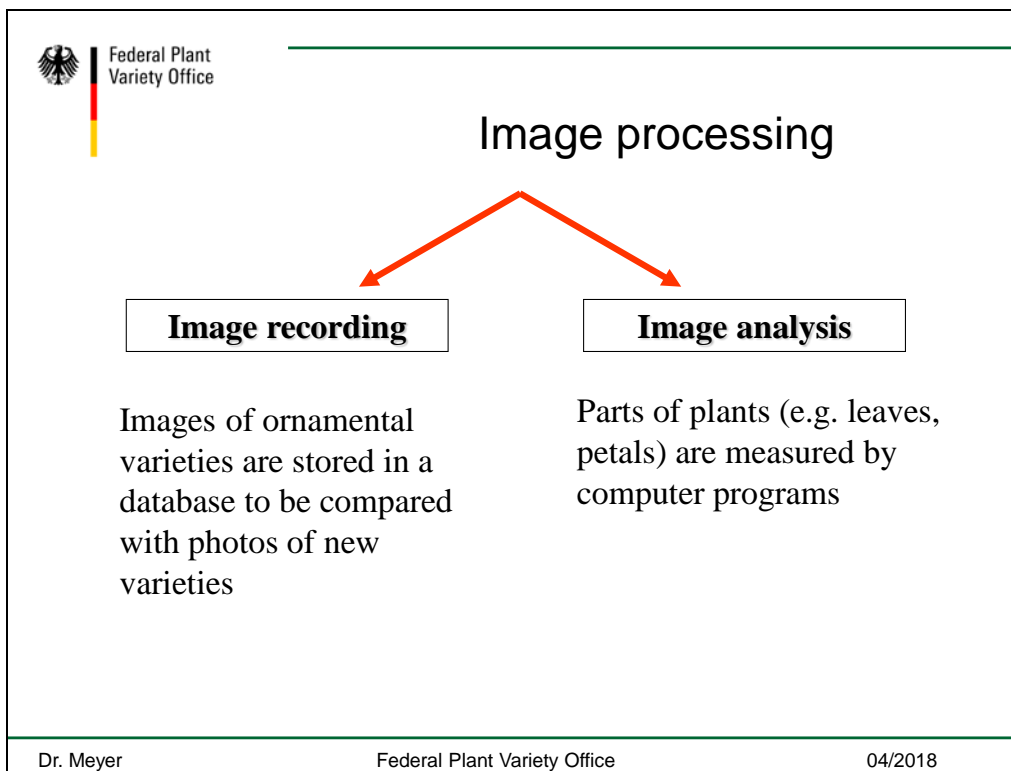 Federal Plant
Variety Office
Image processing
Image recording
Images of ornamental
varieties are stored in a
database to be compared
with photos of new
varieties
Image analysis
Parts of plants (e.g. leaves,
petals) are measured by
computer programs
Dr. Meyer Federal Plant Variety Office 04/2018